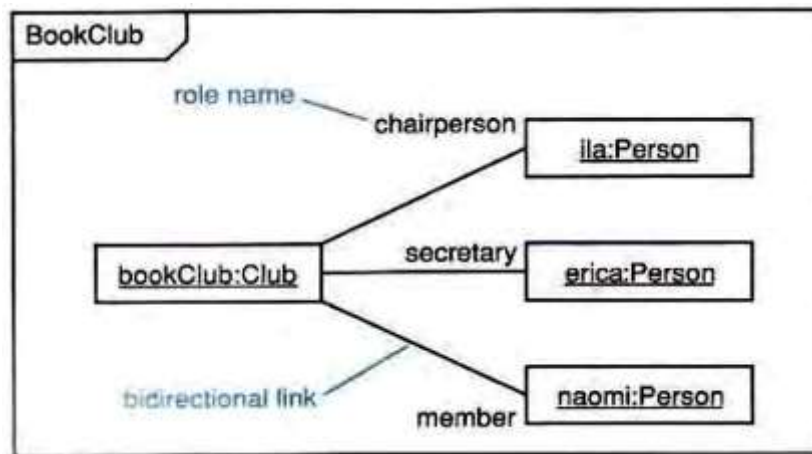 BookClub
role name
chairperson
ila:Person
secretary
bookClub:Club
erica:Person
bidirectional link
member
naomi:Person